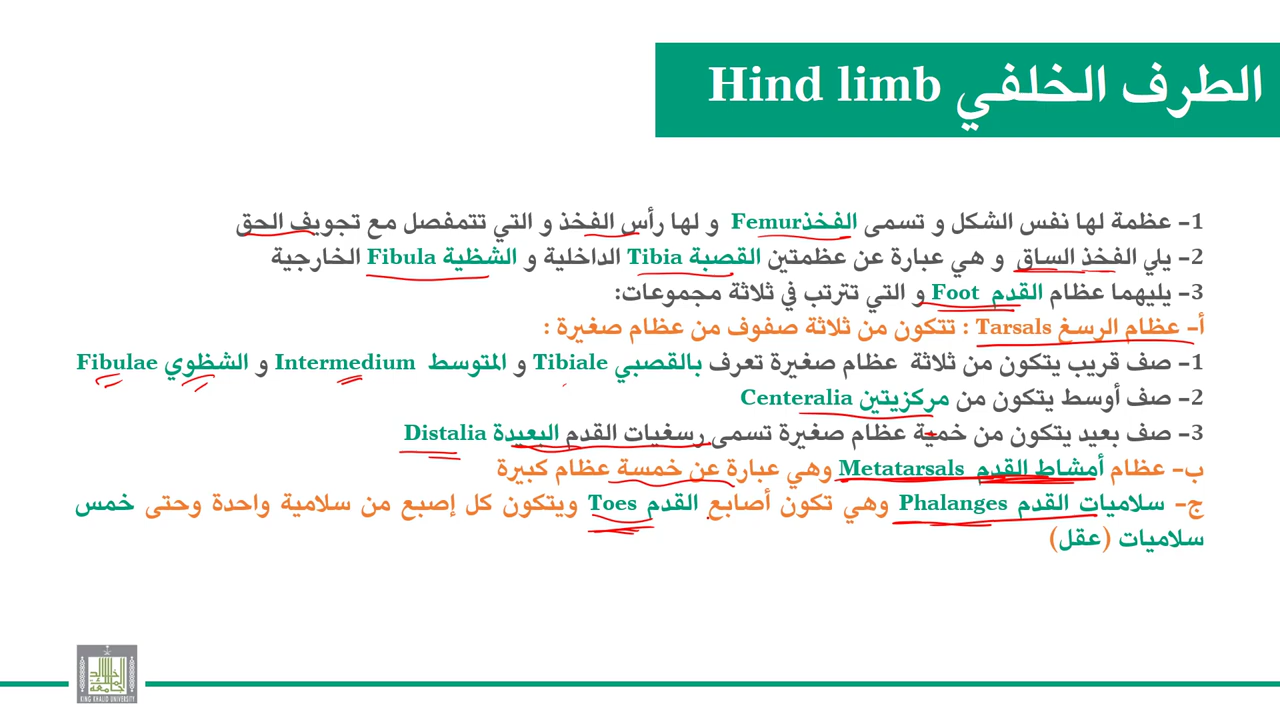 الطرف الخلفي Hind limb
1- عظمة لها نفس الشكل و تسمى الفخذFemur و لها رأس الفخذ و التي تتمفصل مع تجويف الحق
2- يلي الفخذ الساق و هي عبارة عن عظمتين القصبة Tibia الداخلية و الشظية Fibula الخارجية
3- يليهما عظام القدم Foot و التي تترتب في ثلاثة مجموعات:
أ- عظام الرسغ Tarsals : تتكون من ثلاثة صفوف من عظام صغيرة :
1- صف قريب يتكون من ثلاثة عظام صغيرة تعرف بالقصبي Tibiale و المتوسط Intermedium و الشظوي Fibulae
2- صف أوسط يتكون من مركزيتين Centeralia
3- صف بعيد يتكون من خمية عظام صغيرة تسمى رسغيات القدم البعيدة Distalia
ب- عظام أمشاط القدم Metatarsals وهي عبارة عن خمسة عظام كبيرة
ج- سلاميات القدم Phalanges وهي تكون أصابع القدم Toes ويتكون كل إصبع من سلامية واحدة وحتى خمس
سلاميات (عقل)
KING KHALID UNIVERSITY